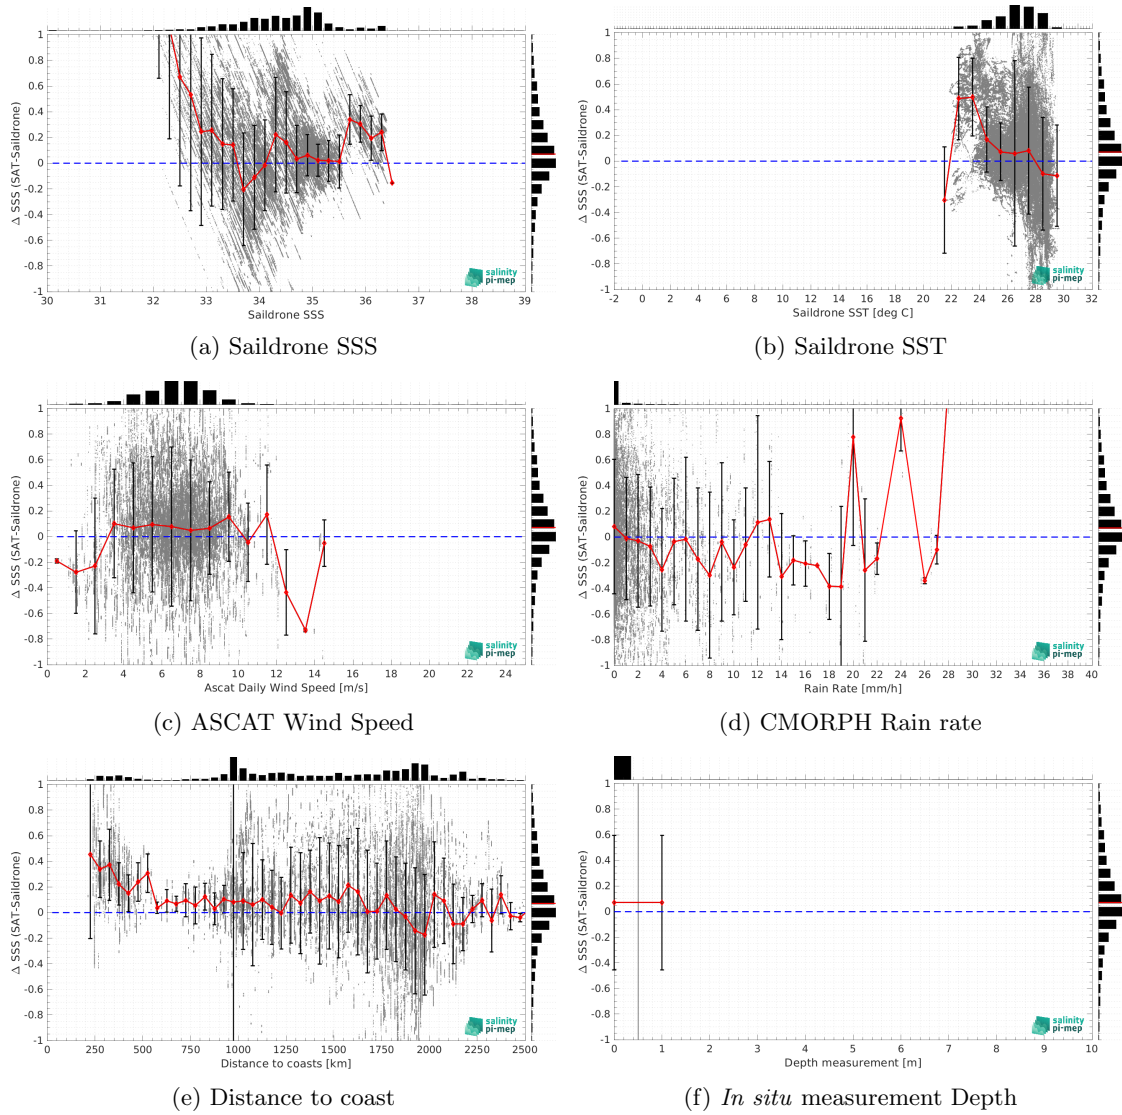 Δ SSS (SAT-Saildrone)
1
0.8
0.6
0.4
0.2
0
-0.2
-0.4
-0.6
-0.8
-1
30 31 32 33 34 35 36 37 38 39
Saildrone SSS
salinity
pi-mep
(a) Saildrone SSS
Δ SSS (SAT-Saildrone)
1
0.8
0.6
0.4
0.2
0
-0.2
-0.4
-0.6
-0.8
-1
-2 0 2 4 6 8 10 12 14 16 18 20 22 24 26 28 30 32
Saildrone SST [deg C]
salinity
pi-mep
(b) Saildrone SST
Δ SSS (SAT-Saildrone)
1
0.8
0.6
0.4
0.2
0
-0.2
-0.4
-0.6
-0.8
-1
0 2 4 6 8 10 12 14 16 18 20 22 24
Ascat Daily Wind Speed [m/s]
salinity
pi-mep
(c) ASCAT Wind Speed
Δ SSS (SAT-Saildrone)
1
0.8
0.6
0.4
0.2
0
-0.2
-0.4
-0.6
-0.8
-1
0 2 4 6 8 10 12 14 16 18 20 22 24 26 28 30 32 34 36 38 40
Rain Rate [mm/h]
salinity
pi-mep
(d) CMORPH Rain rate
Δ SSS (SAT-Saildrone)
1
0.8
0.6
0.4
0.2
0
-0.2
-0.4
-0.6
-0.8
-1
0 250 500 750 1000 1250 1500 1750 2000 2250 2500
Distance to coasts [km]
salinity
pi-mep
(e) Distance to coast
Δ SSS (SAT-Saildrone)
1
0.8
0.6
0.4
0.2
0
-0.2
-0.4
-0.6
-0.8
-1
0 1 2 3 4 5 6 7 8 9 10
Depth measurement [m]
salinity
pi-mep
(f) In situ measurement Depth